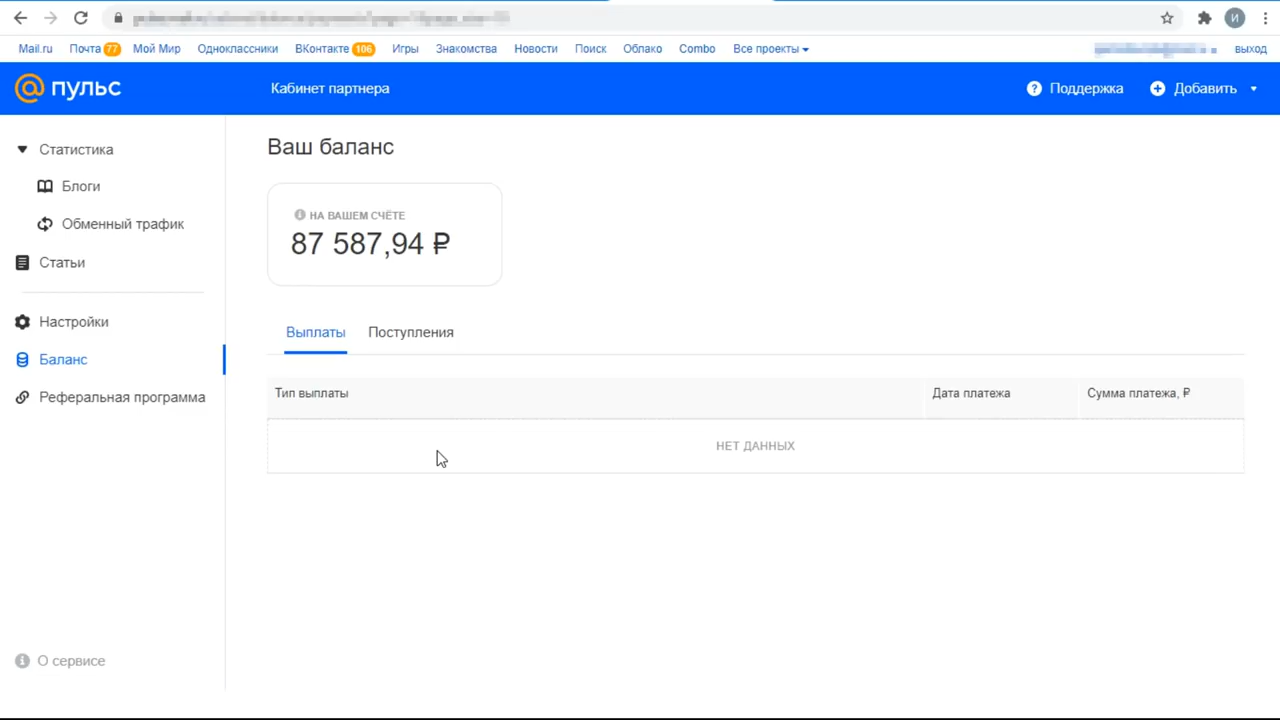 Mail.ru Почта 77 Мой Мир Одноклассники ВКонтакте 106 Игры Знакомства Новости Поиск Облако Combo Все проекты выход
пульс Кабинет партнера Поддержка Добавить
Статистика
Блоги
Обменный трафик
Статьи
Настройки
Баланс
Реферальная программа
О сервисе
Ваш баланс
НА ВАШЕМ СЧЁТЕ
87 587,94 ₽
Выплаты Поступления
Тип выплаты Дата платежа Сумма платежа, ₽
НЕТ ДАННЫХ
И